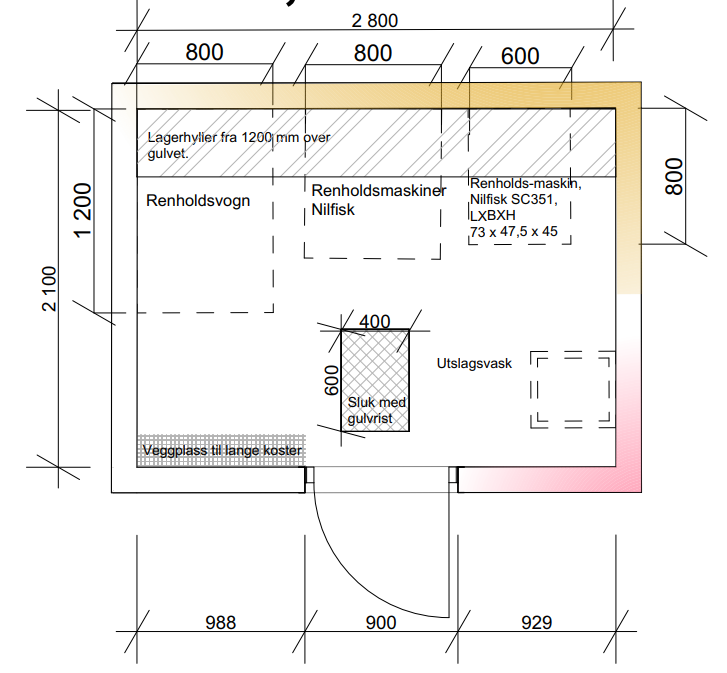 2 800
800
800
600
Lagerhylier fra 1200 mm over
gulvet.
Renholdsvogn
Renholdsmaskiner
Nilfisk
Renholds-maskin,
Nilfisk SC351,
LXBXH
73 x 47,5 x 45
800
1 200
2 100
400
600
Sluk med
gulvrist
Utslagsvask
Veggplass til lange koster
988
900
929